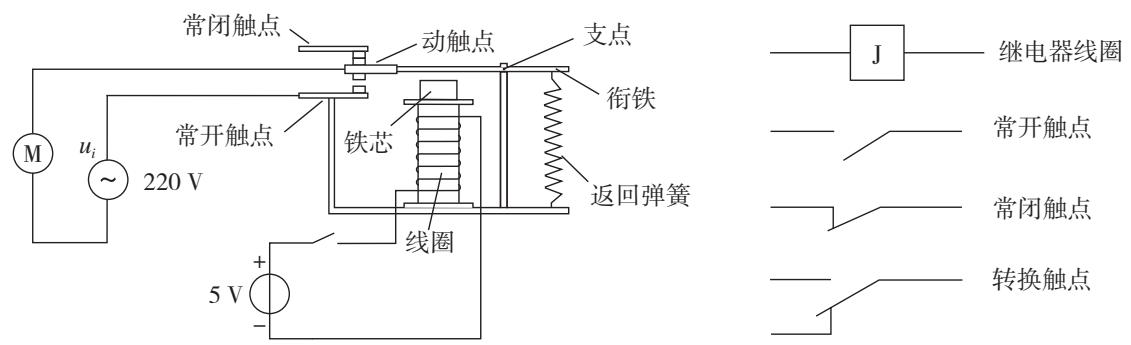 常闭触点
动触点
支点
衔铁
常开触点
铁芯
M
u_i
~
220 V
返回弹簧
线圈
+
5 V
−
J
继电器线圈
常开触点
常闭触点
转换触点